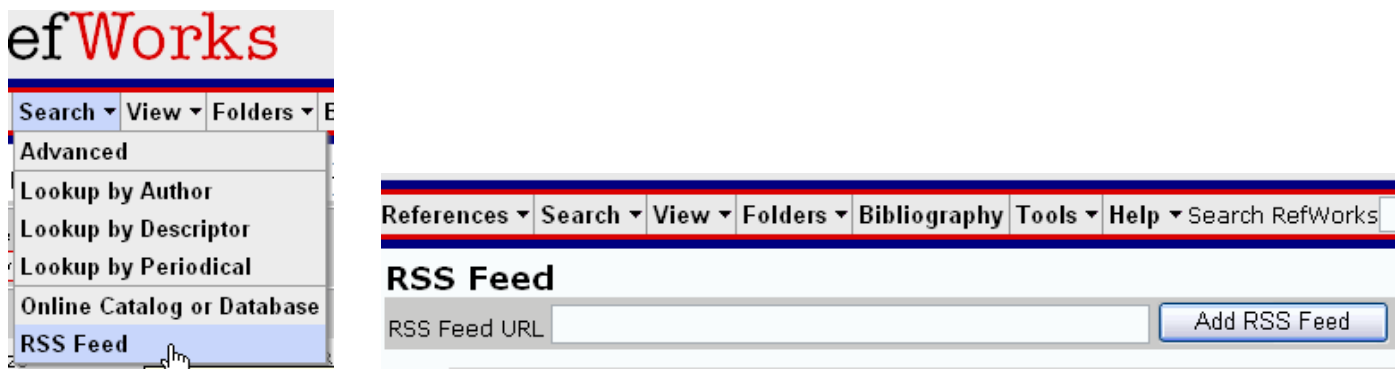 efWorks
Search View Folders
Advanced
Lookup by Author
Lookup by Descriptor
Lookup by Periodical
Online Catalog or Database
RSS Feed
References Search View Folders Bibliography Tools Help Search RefWorks
RSS Feed
RSS Feed URL Add RSS Feed